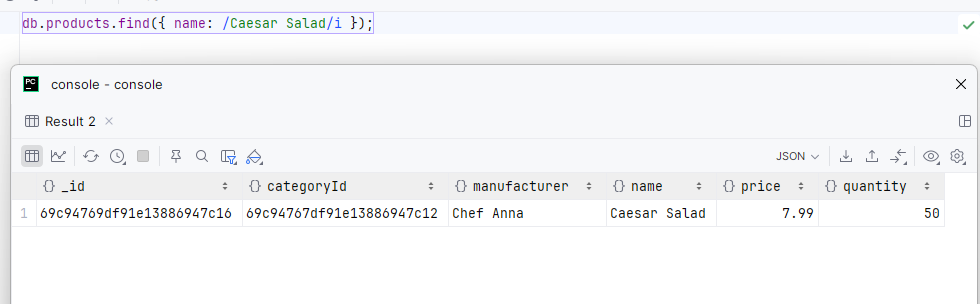 db.products.find({ name: /Caesar Salad/i });
PC console - console
Result 2
JSON
{} _id {} categoryId {} manufacturer {} name {} price {} quantity
1 69c94769df91e13886947c16 69c94767df91e13886947c12 Chef Anna Caesar Salad 7.99 50